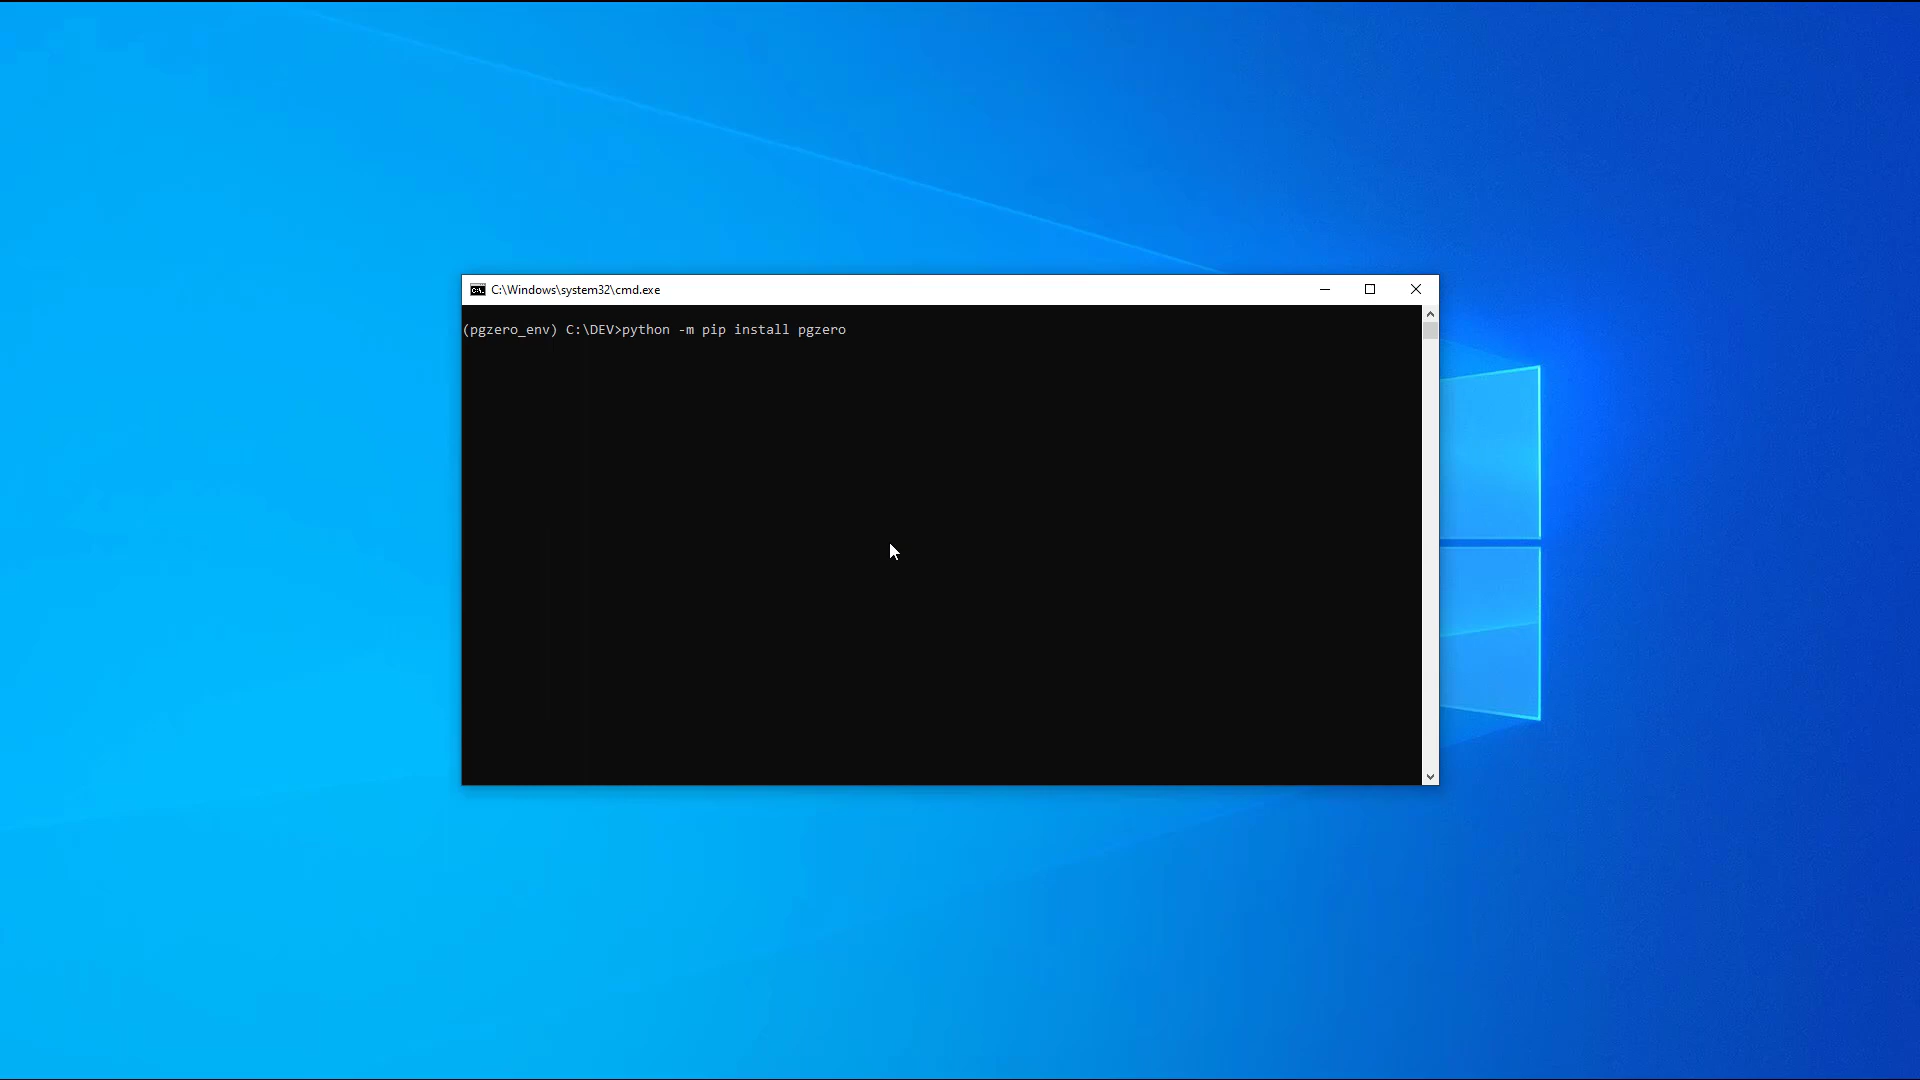 C:\Windows\system32\cmd.exe
(pgzero_env) C:\DEV>python -m pip install pgzero